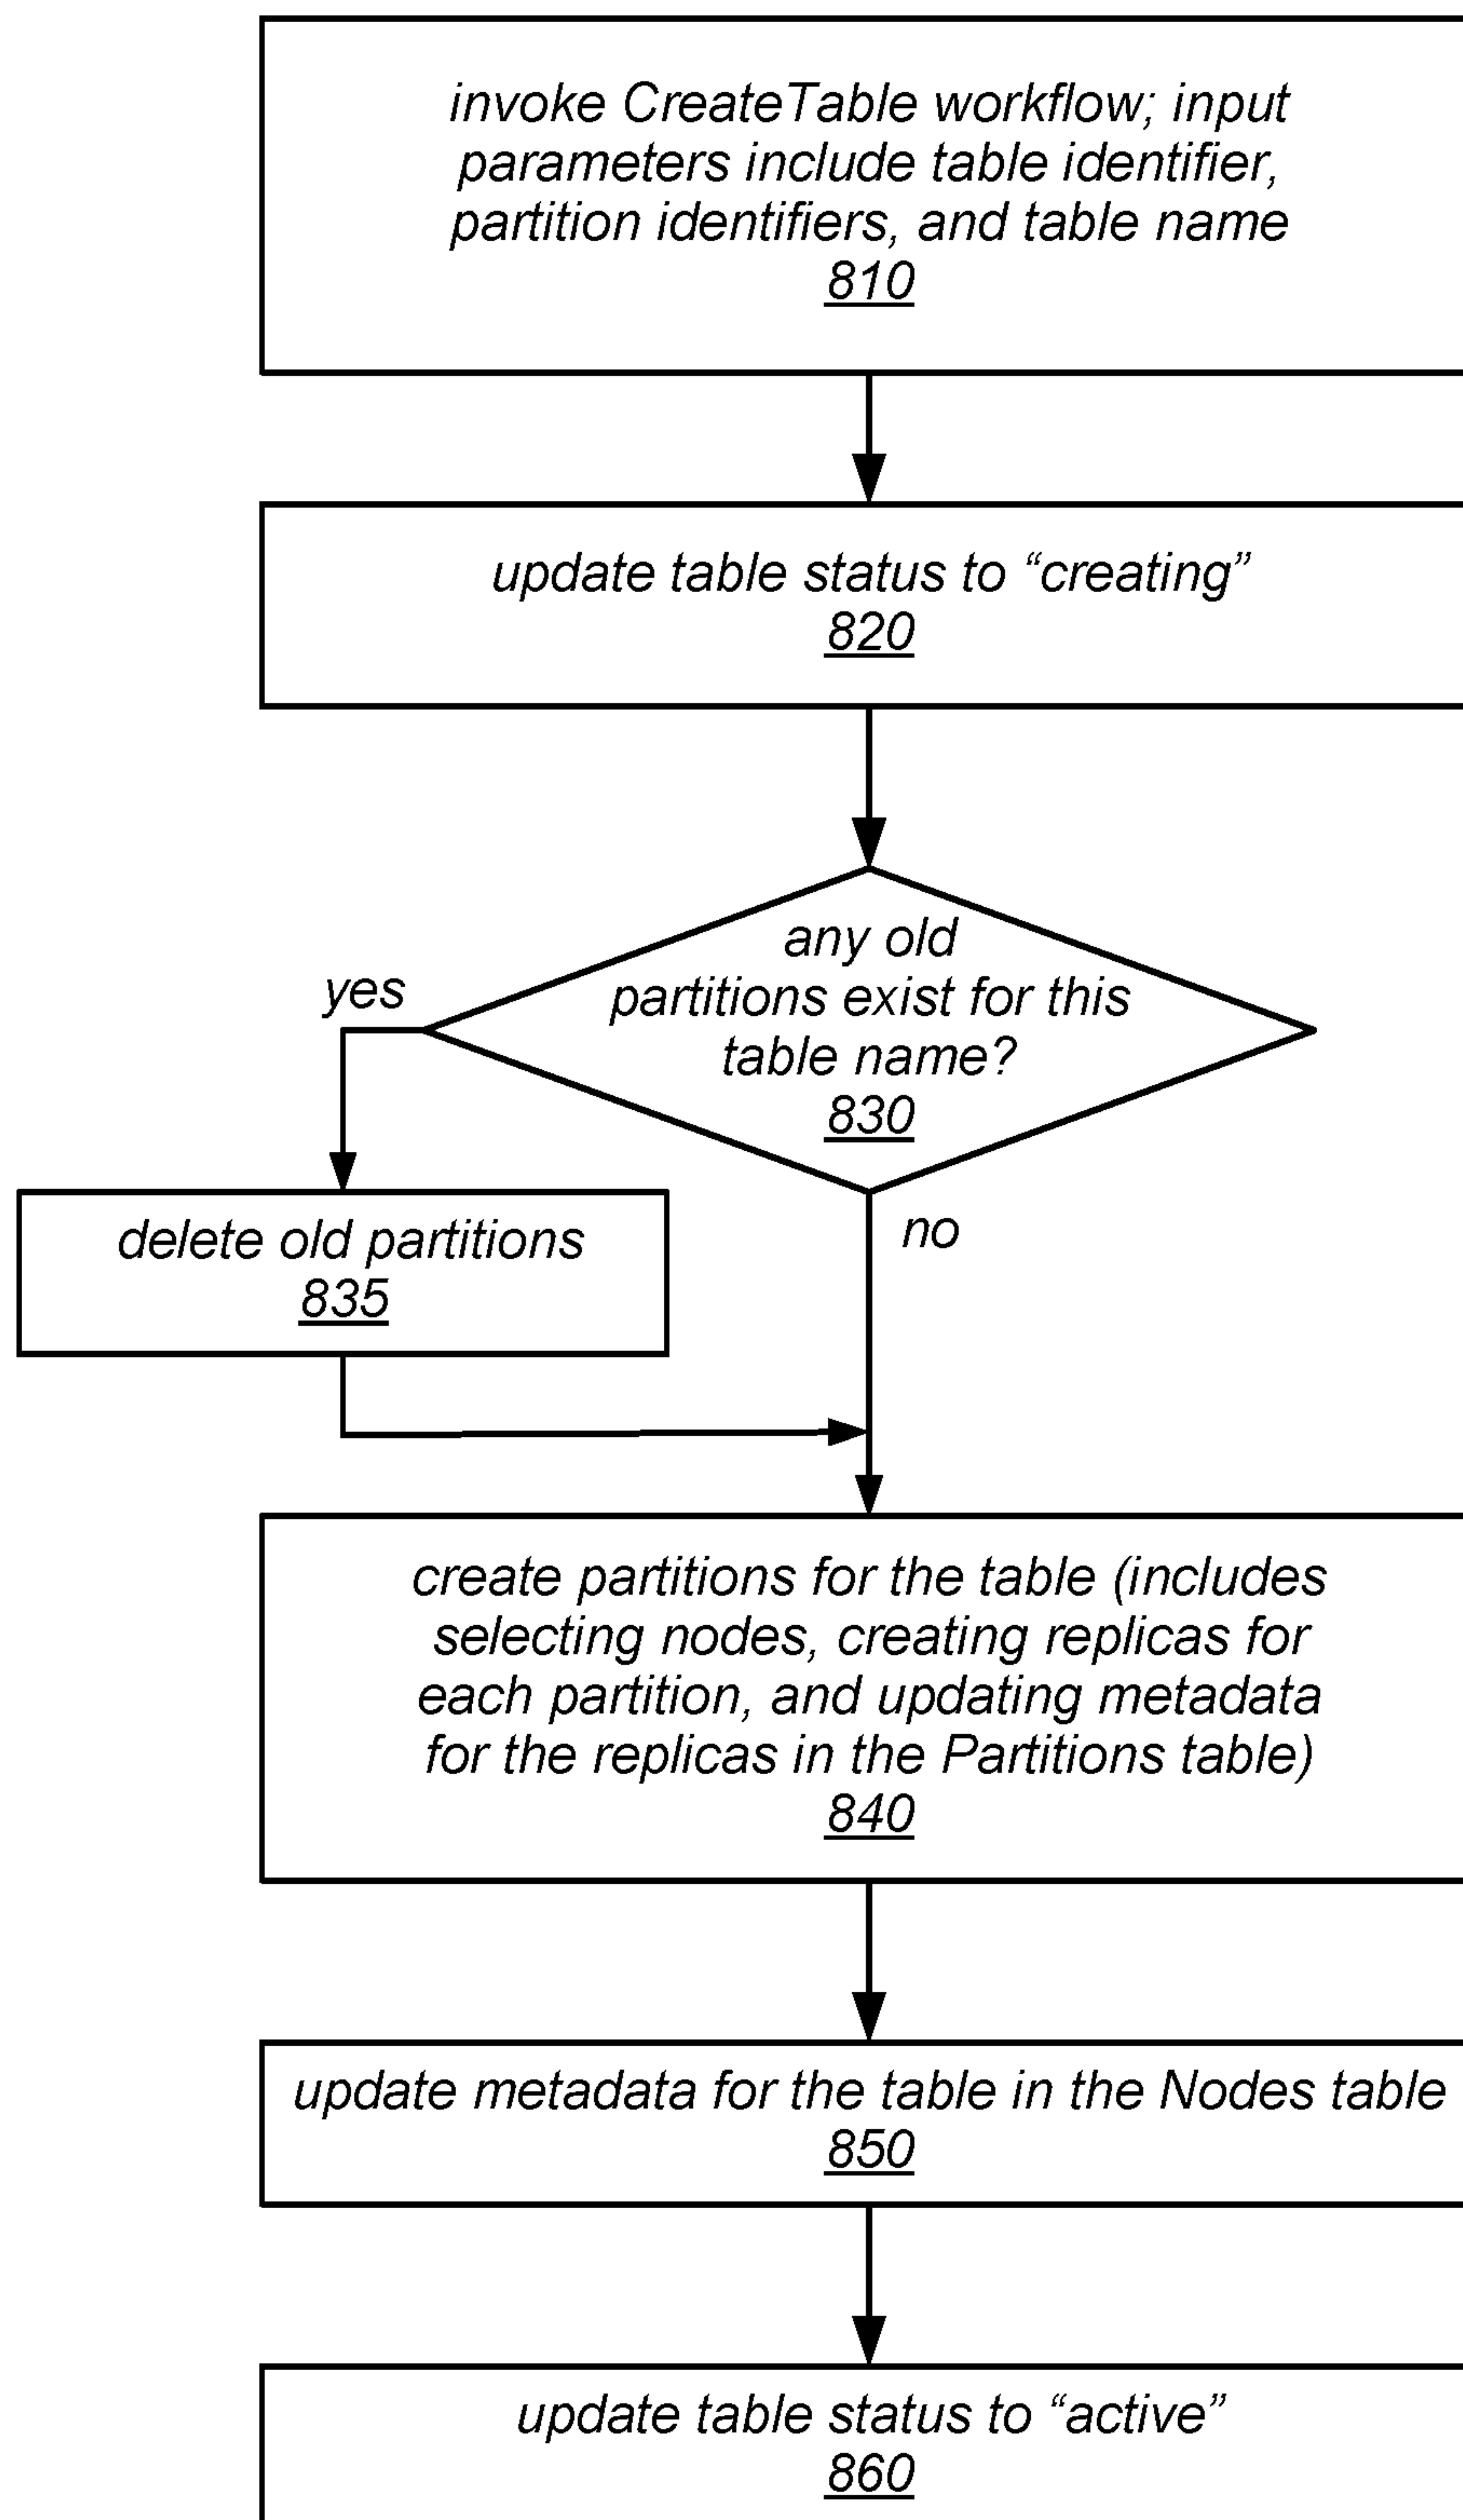 invoke CreateTable workflow; input
parameters include table identifier,
partition identifiers, and table name
810
update table status to “creating”
820
any old
partitions exist for this
table name?
830
yes
no
delete old partitions
835
create partitions for the table (includes
selecting nodes, creating replicas for
each partition, and updating metadata
for the replicas in the Partitions table)
840
update metadata for the table in the Nodes table
850
update table status to “active”
860